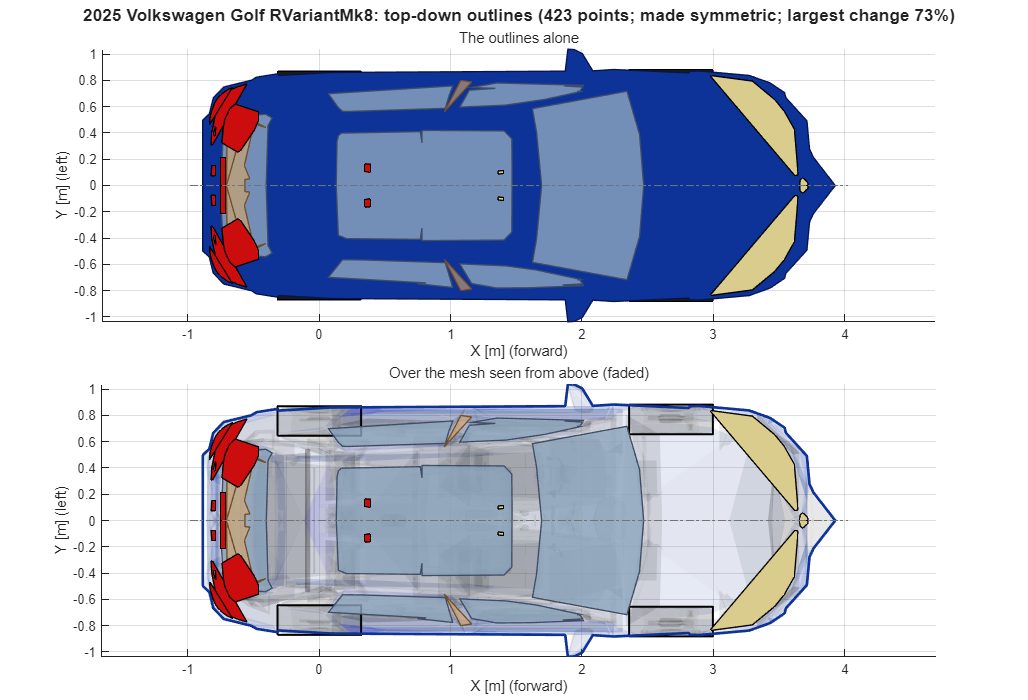 2025 Volkswagen Golf RVariantMk8: top-down outlines (423 points; made symmetric; largest change 73%)
The outlines alone
1
0.8
0.6
0.4
0.2
0
-0.2
-0.4
-0.6
-0.8
-1
Y [m] (left)
-1 0 1 2 3 4
X [m] (forward)
Over the mesh seen from above (faded)
1
0.8
0.6
0.4
0.2
0
-0.2
-0.4
-0.6
-0.8
-1
Y [m] (left)
-1 0 1 2 3 4
X [m] (forward)